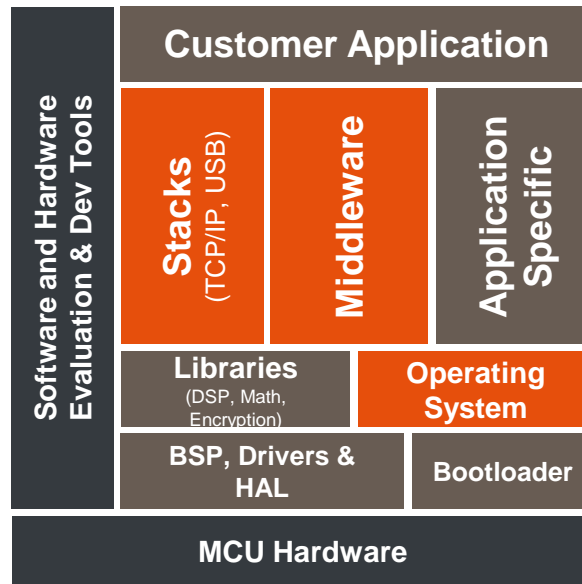 Customer Application
Software and Hardware
Evaluation & Dev Tools
Stacks
(TCP/IP, USB)
Middleware
Application
Specific
Libraries
(DSP, Math,
Encryption)
Operating
System
BSP, Drivers &
HAL
Bootloader
MCU Hardware